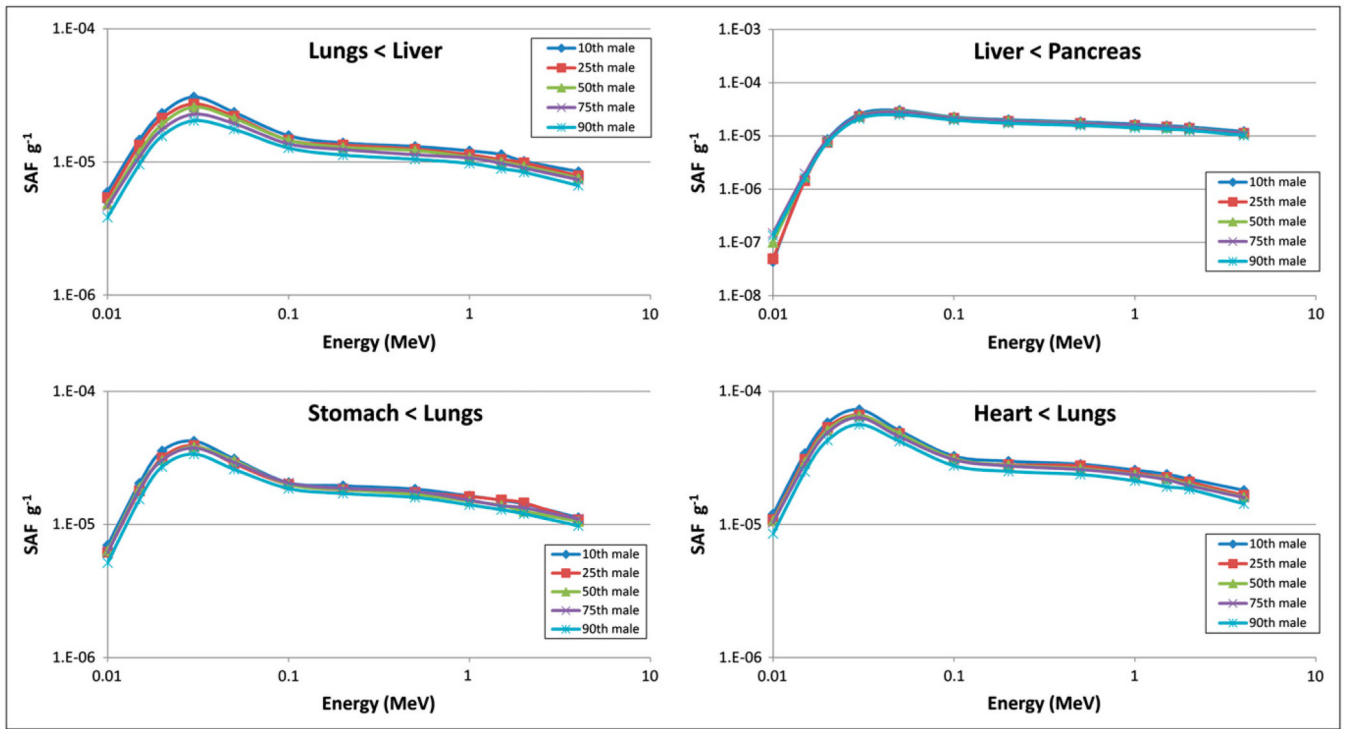 Lungs < Liver
1.E-04
1.E-05
1.E-06
SAF g⁻¹
0.01 0.1 1 10
Energy (MeV)
10th male
25th male
50th male
75th male
90th male
Liver < Pancreas
1.E-03
1.E-04
1.E-05
1.E-06
1.E-07
1.E-08
SAF g⁻¹
0.01 0.1 1 10
Energy (MeV)
10th male
25th male
50th male
75th male
90th male
Stomach < Lungs
1.E-04
1.E-05
1.E-06
SAF g⁻¹
0.01 0.1 1 10
Energy (MeV)
10th male
25th male
50th male
75th male
90th male
Heart < Lungs
1.E-04
1.E-05
1.E-06
SAF g⁻¹
0.01 0.1 1 10
Energy (MeV)
10th male
25th male
50th male
75th male
90th male